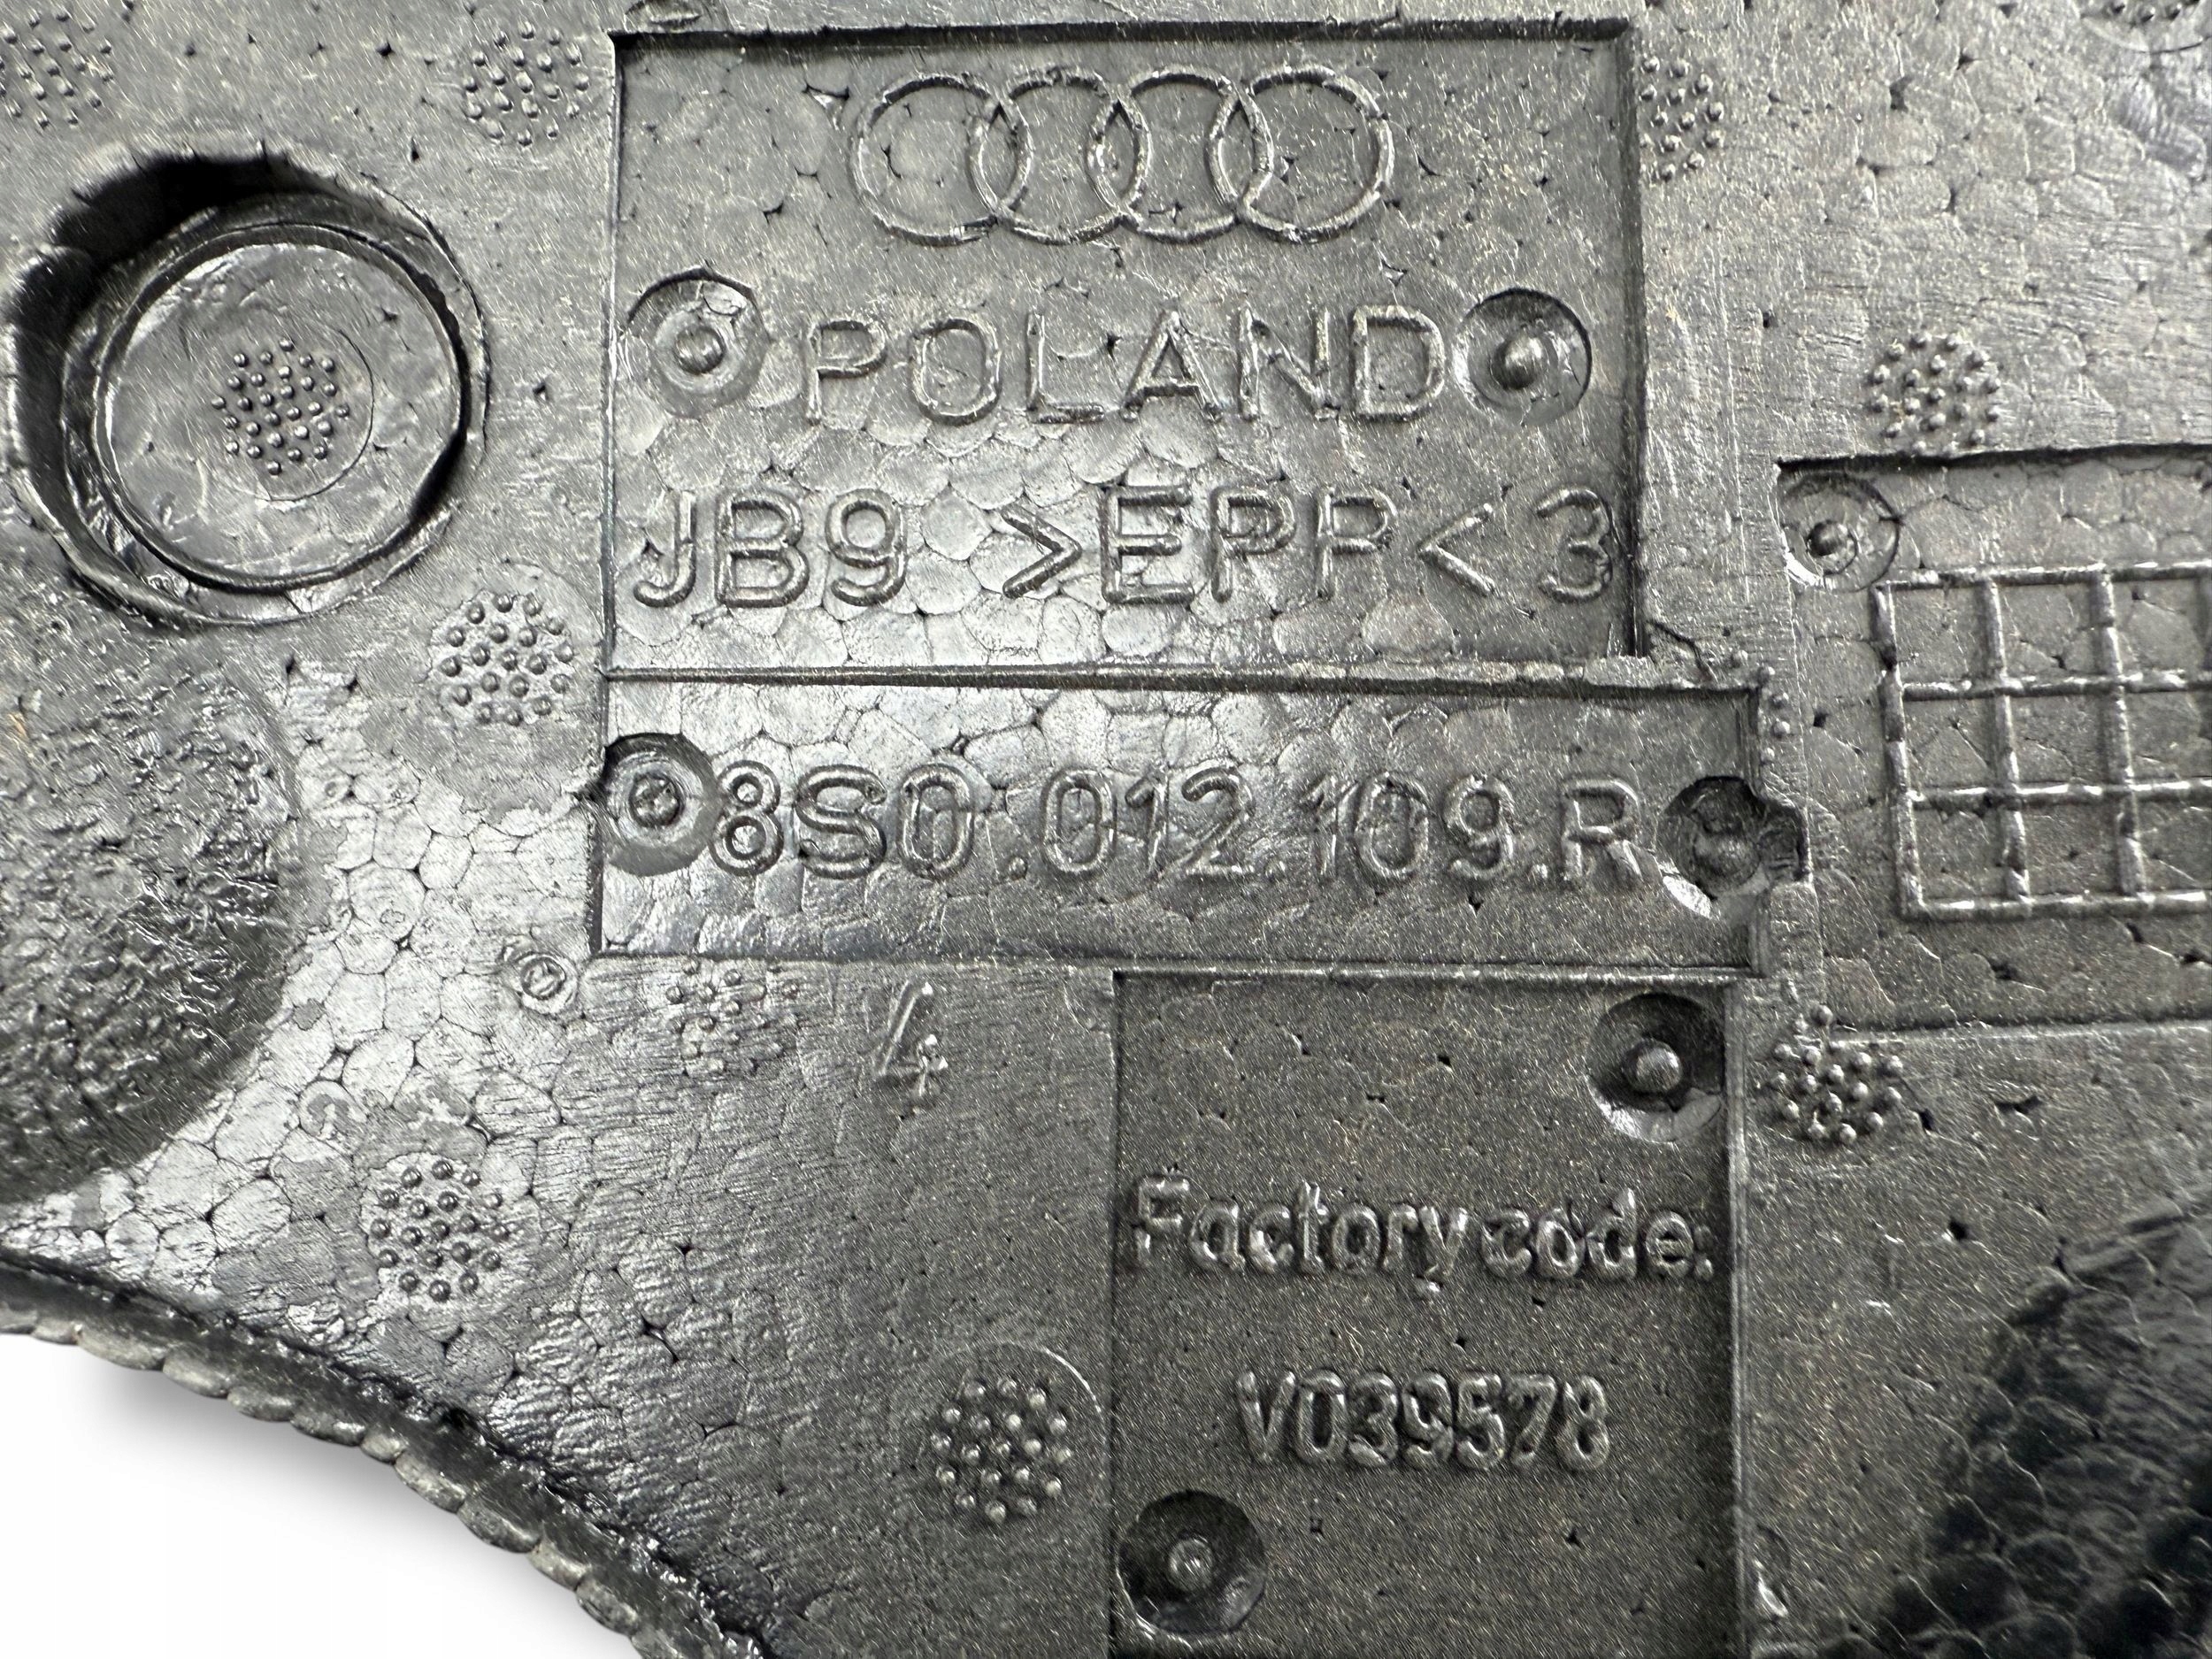 POLAND
JB9 >EPP< 3
8S0.012.109.R
4
Factory code:
V039578